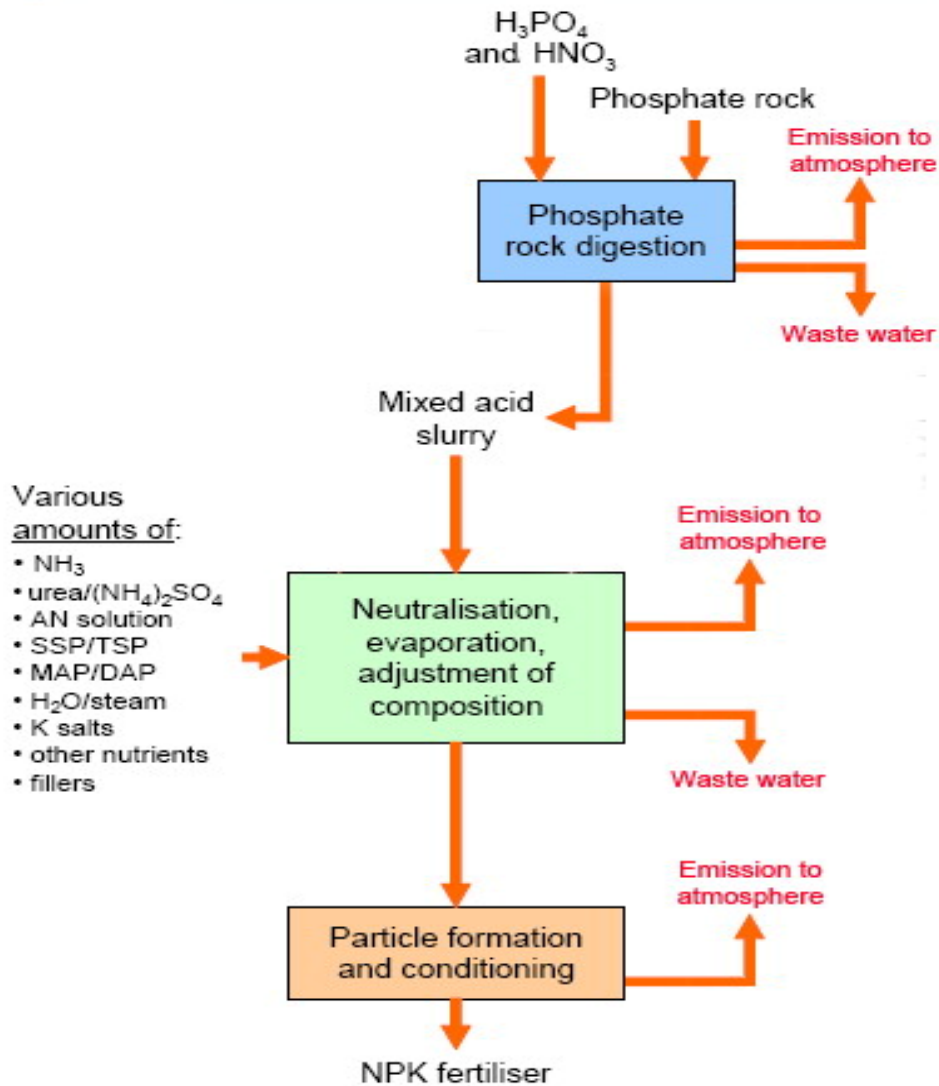 H₃PO₄
and HNO₃
Phosphate rock
Emission to
atmosphere
Phosphate
rock digestion
Waste water
Mixed acid
slurry
Various
amounts of:
• NH₃
• urea/(NH₄)₂SO₄
• AN solution
• SSP/TSP
• MAP/DAP
• H₂O/steam
• K salts
• other nutrients
• fillers
Emission to
atmosphere
Neutralisation,
evaporation,
adjustment of
composition
Waste water
Emission to
atmosphere
Particle formation
and conditioning
NPK fertiliser